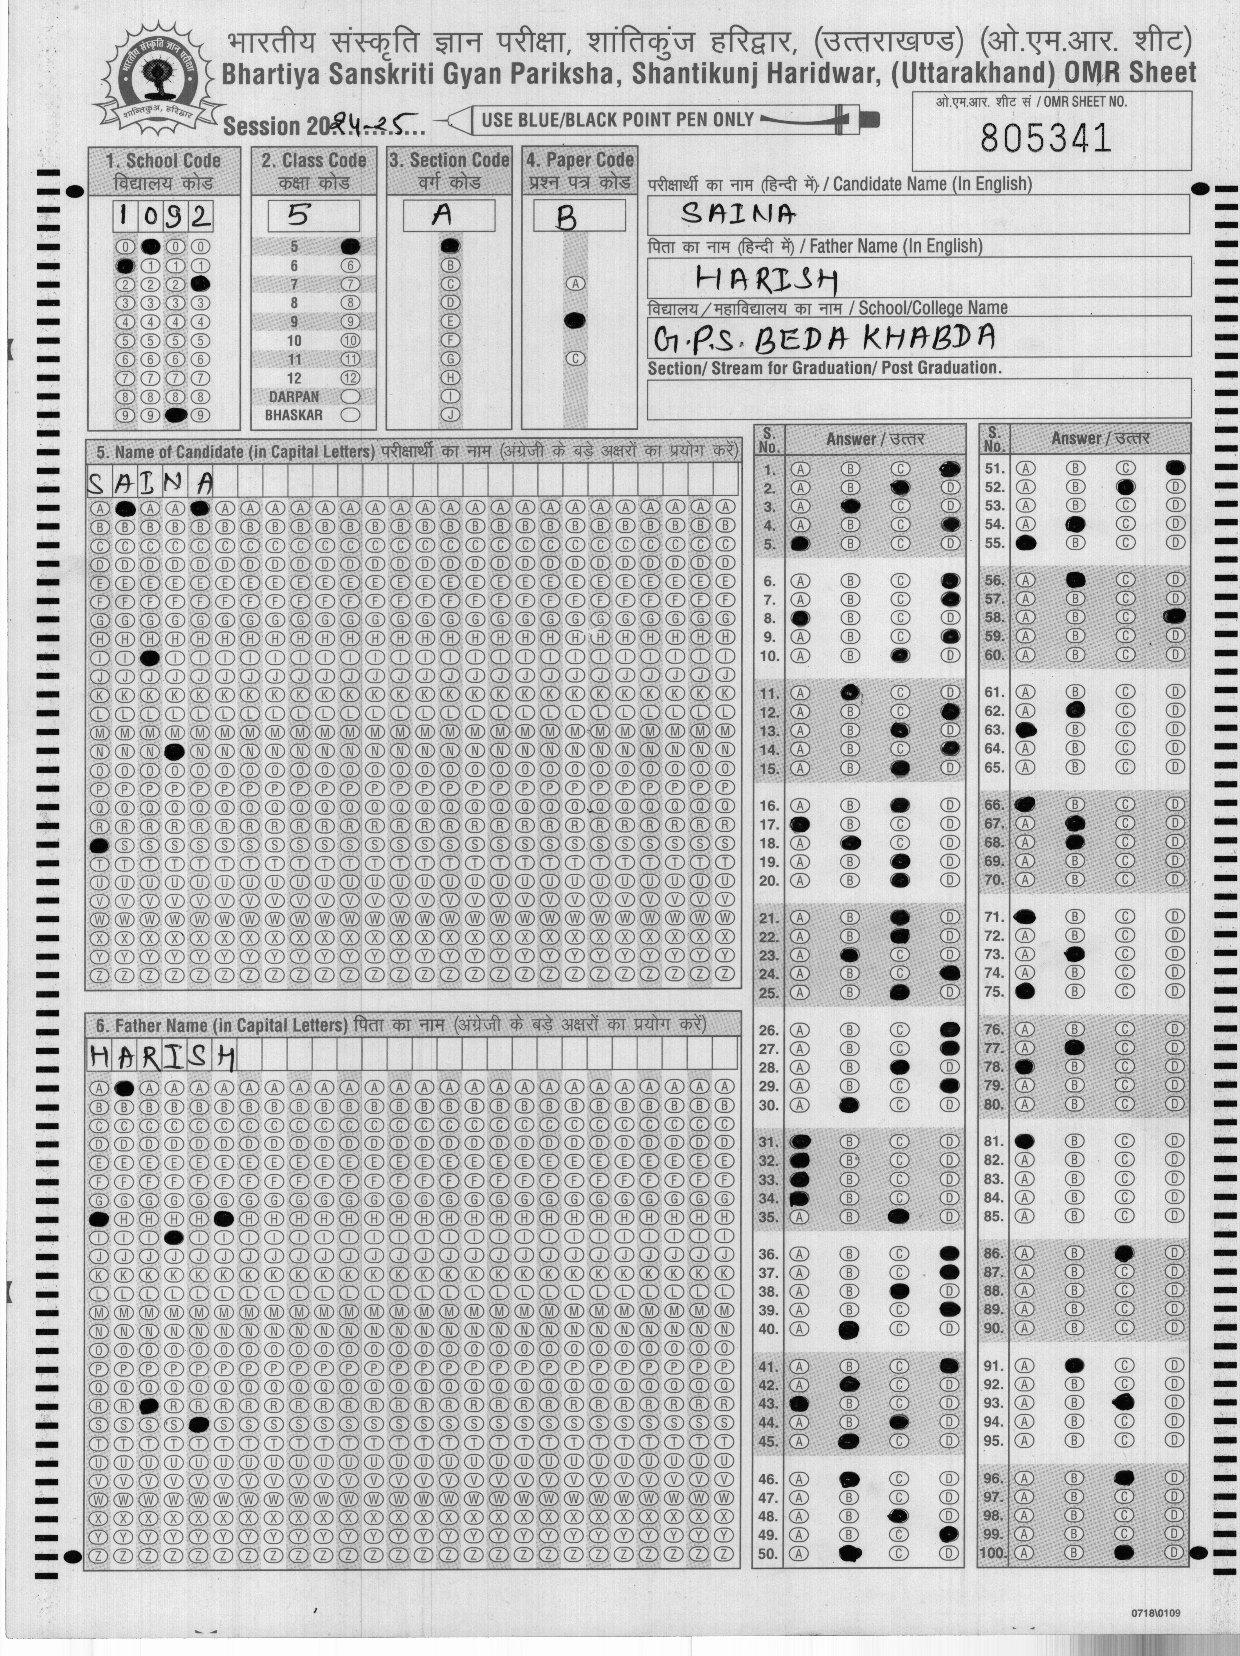 भारतीय संस्कृति ज्ञान परीक्षा, शांतिकुंज हरिद्वार, (उत्तराखण्ड) (ओ.एम.आर. शीट)
Bhartiya Sanskriti Gyan Pariksha, Shantikunj Haridwar, (Uttarakhand) OMR Sheet
भारतीय संस्कृति ज्ञान परीक्षा
शान्तिकुञ्ज, हरिद्वार
Session 2024-25
USE BLUE/BLACK POINT PEN ONLY
ओ.एम.आर. शीट सं / OMR SHEET NO.
805341
1. School Code
विद्यालय कोड
1092
2. Class Code
कक्षा कोड
5
5
6
7
8
9
10
11
12
DARPAN
BHASKAR
3. Section Code
वर्ग कोड
A
4. Paper Code
प्रश्न पत्र कोड
B
परीक्षार्थी का नाम (हिन्दी में) / Candidate Name (In English)
SAINA
पिता का नाम (हिन्दी में) / Father Name (In English)
HARISH
विद्यालय/महाविद्यालय का नाम / School/College Name
G.P.S. BEDA KHABDA
Section/ Stream for Graduation/ Post Graduation.
5. Name of Candidate (in Capital Letters) परीक्षार्थी का नाम (अंग्रेजी के बड़े अक्षरों का प्रयोग करें)
SAINA
6. Father Name (in Capital Letters) पिता का नाम (अंग्रेजी के बड़े अक्षरों का प्रयोग करें)
HARISH
S. No. Answer / उत्तर
S. No. Answer / उत्तर
0718\0109